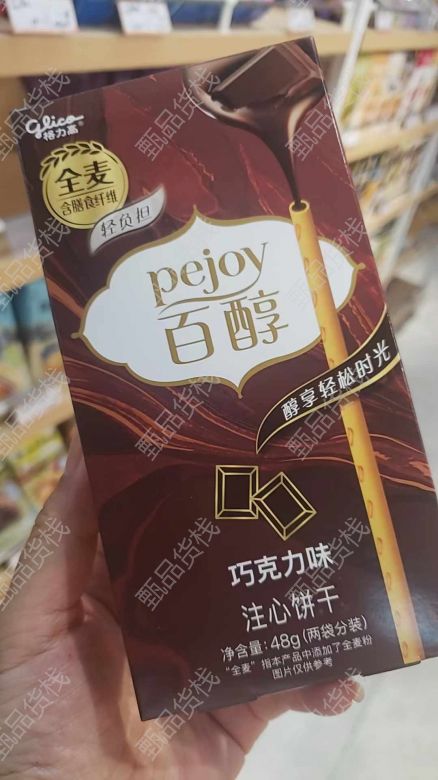 glico
格力高
全麦
含膳食纤维
轻负担
pejoy
百醇
醇享轻松时光
巧克力味
注心饼干
净含量:48g(两袋分装)
“全麦”指本产品中添加了全麦粉
图片仅供参考
甄品货栈